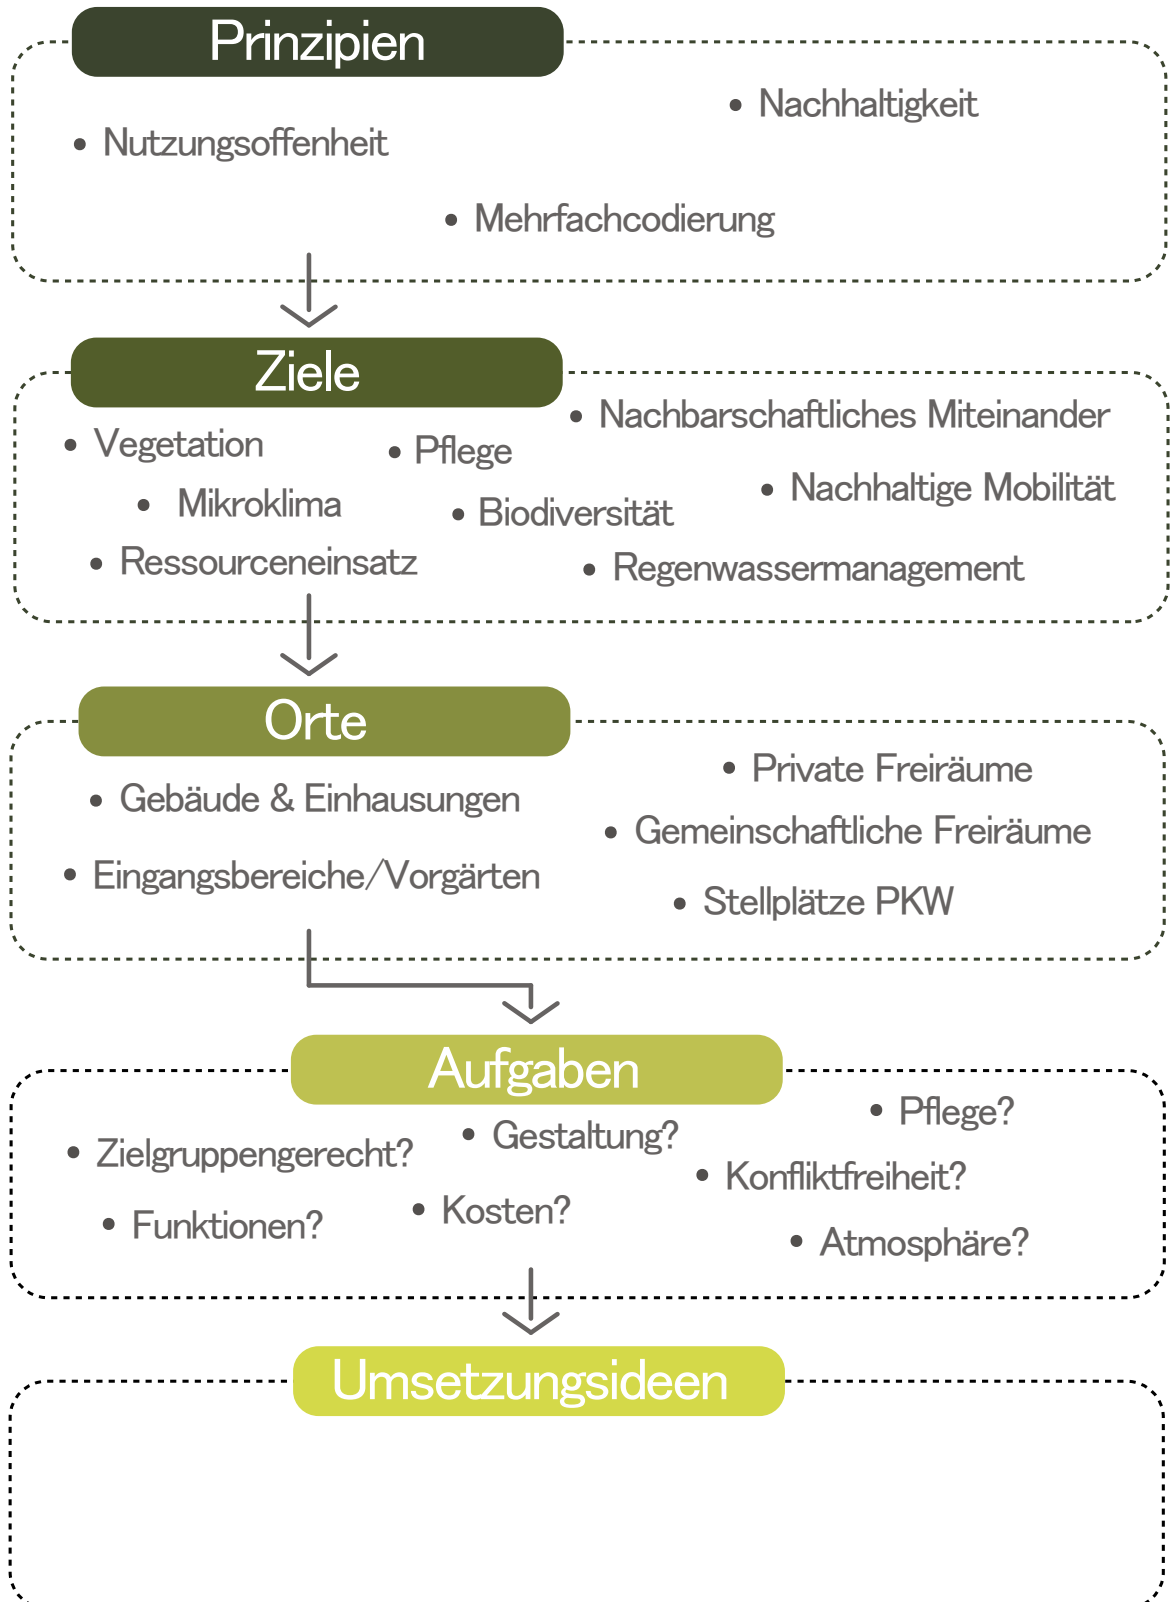 Prinzipien
• Nachhaltigkeit
• Nutzungsoffenheit
• Mehrfachcodierung
Ziele
• Nachbarschaftliches Miteinander
• Vegetation
• Pflege
• Nachhaltige Mobilität
• Mikroklima
• Biodiversität
• Ressourceneinsatz
• Regenwassermanagement
Orte
• Private Freiräume
• Gebäude & Einhausungen
• Gemeinschaftliche Freiräume
• Eingangsbereiche/Vorgärten
• Stellplätze PKW
Aufgaben
• Pflege?
• Gestaltung?
• Zielgruppengerecht?
• Konfliktfreiheit?
• Kosten?
• Funktionen?
• Atmosphäre?
Umsetzungsideen